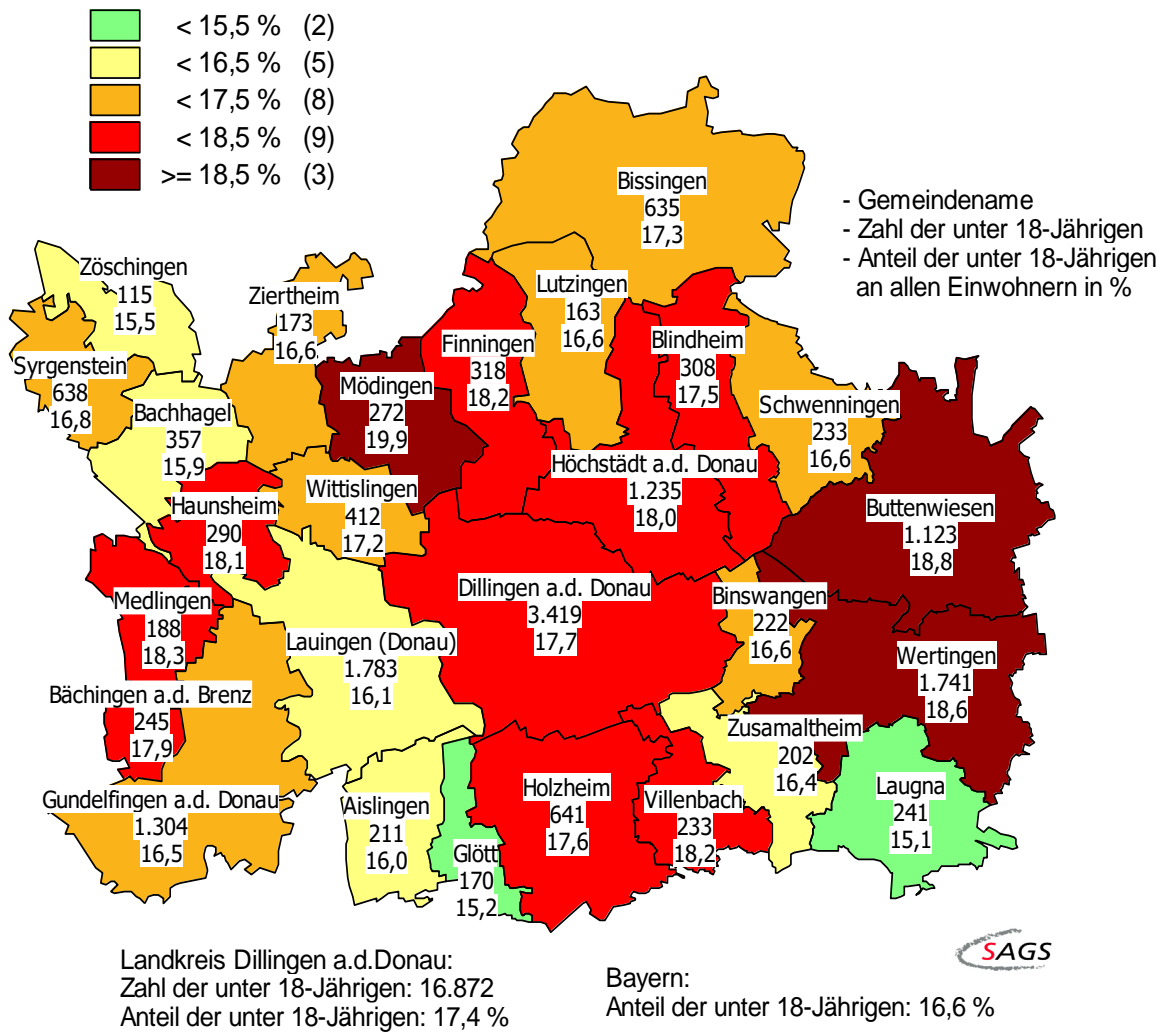 < 15,5 % (2)
< 16,5 % (5)
< 17,5 % (8)
< 18,5 % (9)
>= 18,5 % (3)
- Gemeindename
- Zahl der unter 18-Jährigen
- Anteil der unter 18-Jährigen
an allen Einwohnern in %
Bissingen
635
17,3
Zöschingen
115
15,5
Ziertheim
173
16,6
Lutzingen
163
16,6
Syrgenstein
638
16,8
Finningen
318
18,2
Blindheim
308
17,5
Mödingen
272
19,9
Bachhagel
357
15,9
Schwenningen
233
16,6
Höchstädt a.d. Donau
1.235
18,0
Wittislingen
412
17,2
Haunsheim
290
18,1
Buttenwiesen
1.123
18,8
Dillingen a.d. Donau
3.419
17,7
Binswangen
222
16,6
Medlingen
188
18,3
Lauingen (Donau)
1.783
16,1
Wertingen
1.741
18,6
Bächingen a.d. Brenz
245
17,9
Zusamaltheim
202
16,4
Gundelfingen a.d. Donau
1.304
16,5
Aislingen
211
16,0
Holzheim
641
17,6
Villenbach
233
18,2
Laugna
241
15,1
Glött
170
15,2
SAGS
Landkreis Dillingen a.d.Donau:
Zahl der unter 18-Jährigen: 16.872
Anteil der unter 18-Jährigen: 17,4 %
Bayern:
Anteil der unter 18-Jährigen: 16,6 %